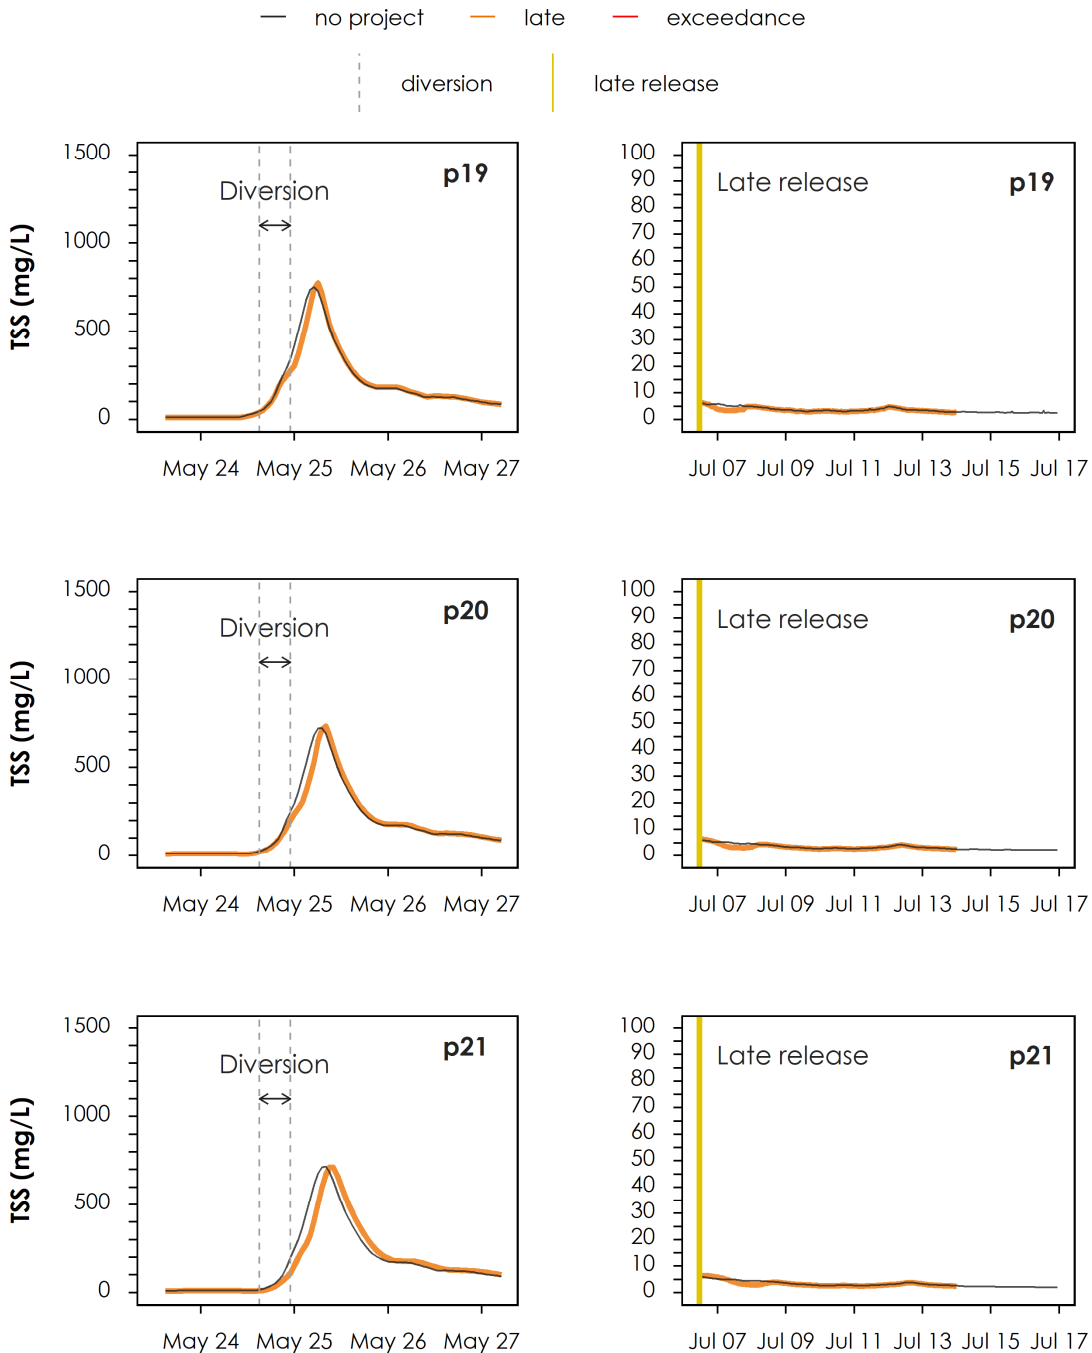 no project late exceedance
diversion late release
TSS (mg/L)
1500
1000
500
0
Diversion
p19
May 24 May 25 May 26 May 27
100
90
80
70
60
50
40
30
20
10
0
Late release p19
Jul 07 Jul 09 Jul 11 Jul 13 Jul 15 Jul 17
TSS (mg/L)
1500
1000
500
0
Diversion
p20
May 24 May 25 May 26 May 27
100
90
80
70
60
50
40
30
20
10
0
Late release p20
Jul 07 Jul 09 Jul 11 Jul 13 Jul 15 Jul 17
TSS (mg/L)
1500
1000
500
0
Diversion
p21
May 24 May 25 May 26 May 27
100
90
80
70
60
50
40
30
20
10
0
Late release p21
Jul 07 Jul 09 Jul 11 Jul 13 Jul 15 Jul 17